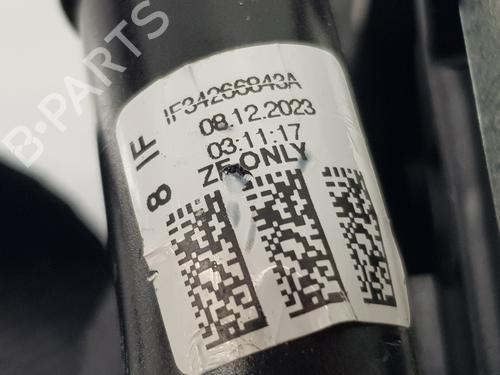 IF34266843A
08.12.2023
03:11:17
ZF ONLY
8 IF
B-PARTS